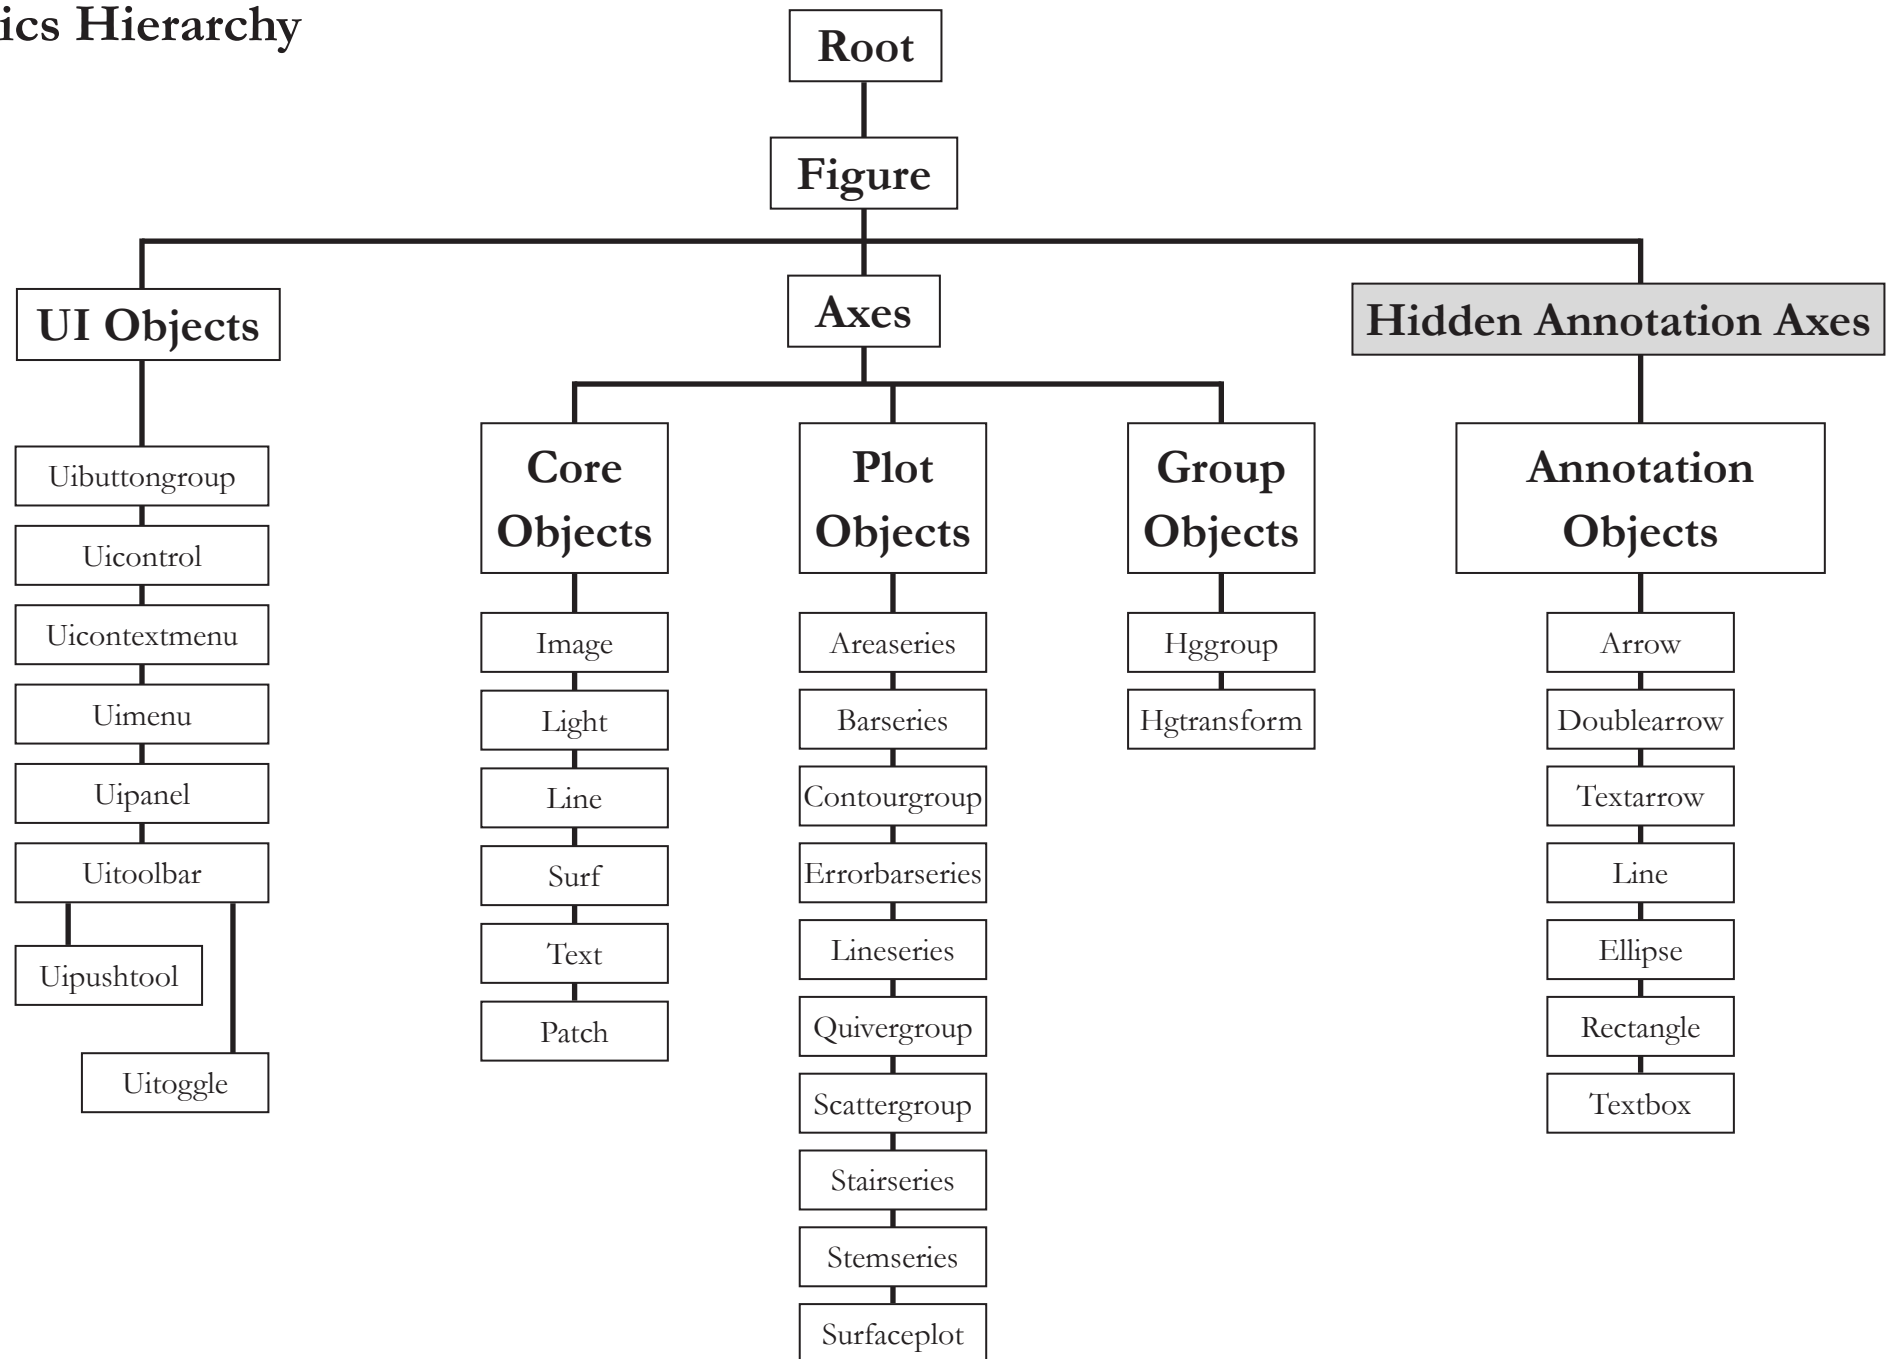 ics Hierarchy
Root
Figure
UI Objects
Axes
Hidden Annotation Axes
Uibuttongroup
Uicontrol
Uicontextmenu
Uimenu
Uipanel
Uitoolbar
Uipushtool
Uitoggle
Core
Objects
Image
Light
Line
Surf
Text
Patch
Plot
Objects
Areaseries
Barseries
Contourgroup
Errorbarseries
Lineseries
Quivergroup
Scattergroup
Stairseries
Stemseries
Surfaceplot
Group
Objects
Hggroup
Hgtransform
Annotation
Objects
Arrow
Doublearrow
Textarrow
Line
Ellipse
Rectangle
Textbox